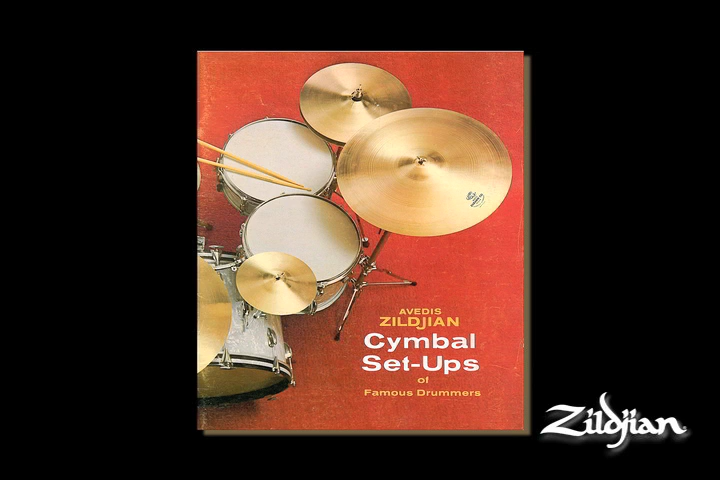 AVEDIS
ZILDJIAN
Cymbal
Set-Ups
of
Famous Drummers
Zildjian